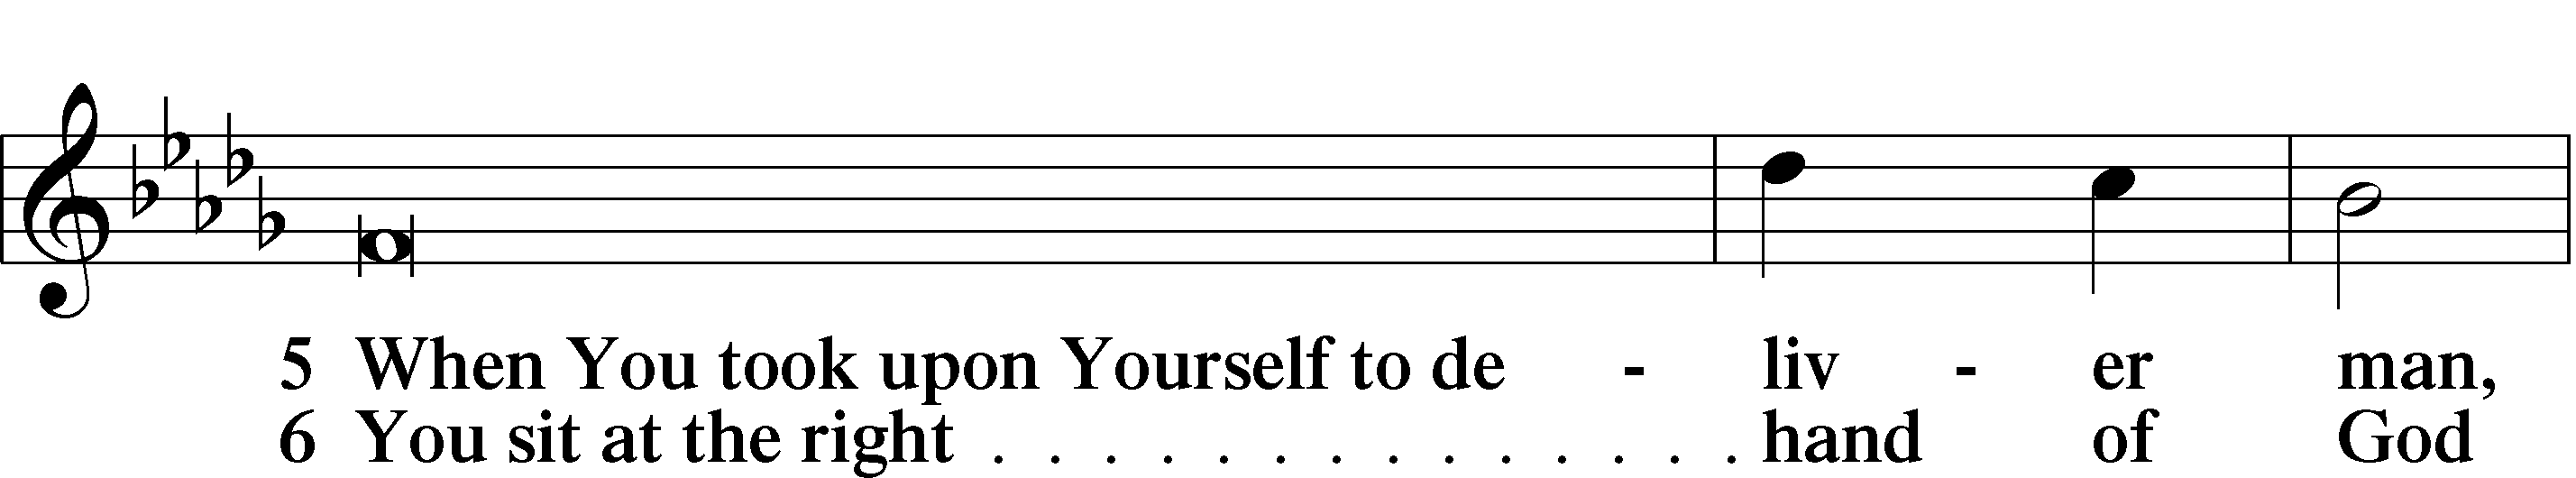 5 When You took upon Yourself to de - liv - er man,
6 You sit at the right . . . . . . . . . . . . . . hand of God